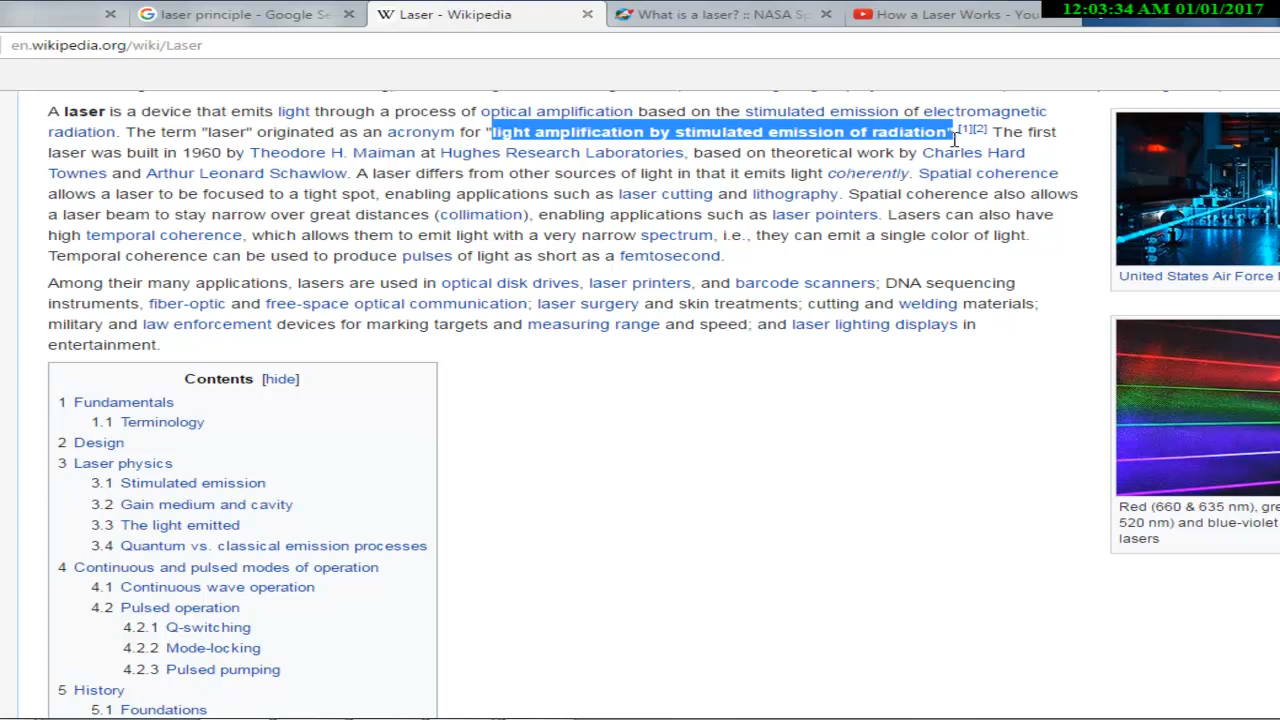 laser principle - Google Se
Laser - Wikipedia
What is a laser? :: NASA Sp
How a Laser Works - You
12:03:34 AM 01/01/2017
en.wikipedia.org/wiki/Laser
A laser is a device that emits light through a process of optical amplification based on the stimulated emission of electromagnetic
radiation. The term "laser" originated as an acronym for "light amplification by stimulated emission of radiation".[1][2] The first
laser was built in 1960 by Theodore H. Maiman at Hughes Research Laboratories, based on theoretical work by Charles Hard
Townes and Arthur Leonard Schawlow. A laser differs from other sources of light in that it emits light coherently. Spatial coherence
allows a laser to be focused to a tight spot, enabling applications such as laser cutting and lithography. Spatial coherence also allows
a laser beam to stay narrow over great distances (collimation), enabling applications such as laser pointers. Lasers can also have
high temporal coherence, which allows them to emit light with a very narrow spectrum, i.e., they can emit a single color of light.
Temporal coherence can be used to produce pulses of light as short as a femtosecond.
Among their many applications, lasers are used in optical disk drives, laser printers, and barcode scanners; DNA sequencing
instruments, fiber-optic and free-space optical communication; laser surgery and skin treatments; cutting and welding materials;
military and law enforcement devices for marking targets and measuring range and speed; and laser lighting displays in
entertainment.
United States Air Force
Contents [hide]
1 Fundamentals
1.1 Terminology
2 Design
3 Laser physics
3.1 Stimulated emission
3.2 Gain medium and cavity
3.3 The light emitted
3.4 Quantum vs. classical emission processes
4 Continuous and pulsed modes of operation
4.1 Continuous wave operation
4.2 Pulsed operation
4.2.1 Q-switching
4.2.2 Mode-locking
4.2.3 Pulsed pumping
5 History
5.1 Foundations
Red (660 & 635 nm), gre
520 nm) and blue-violet
lasers